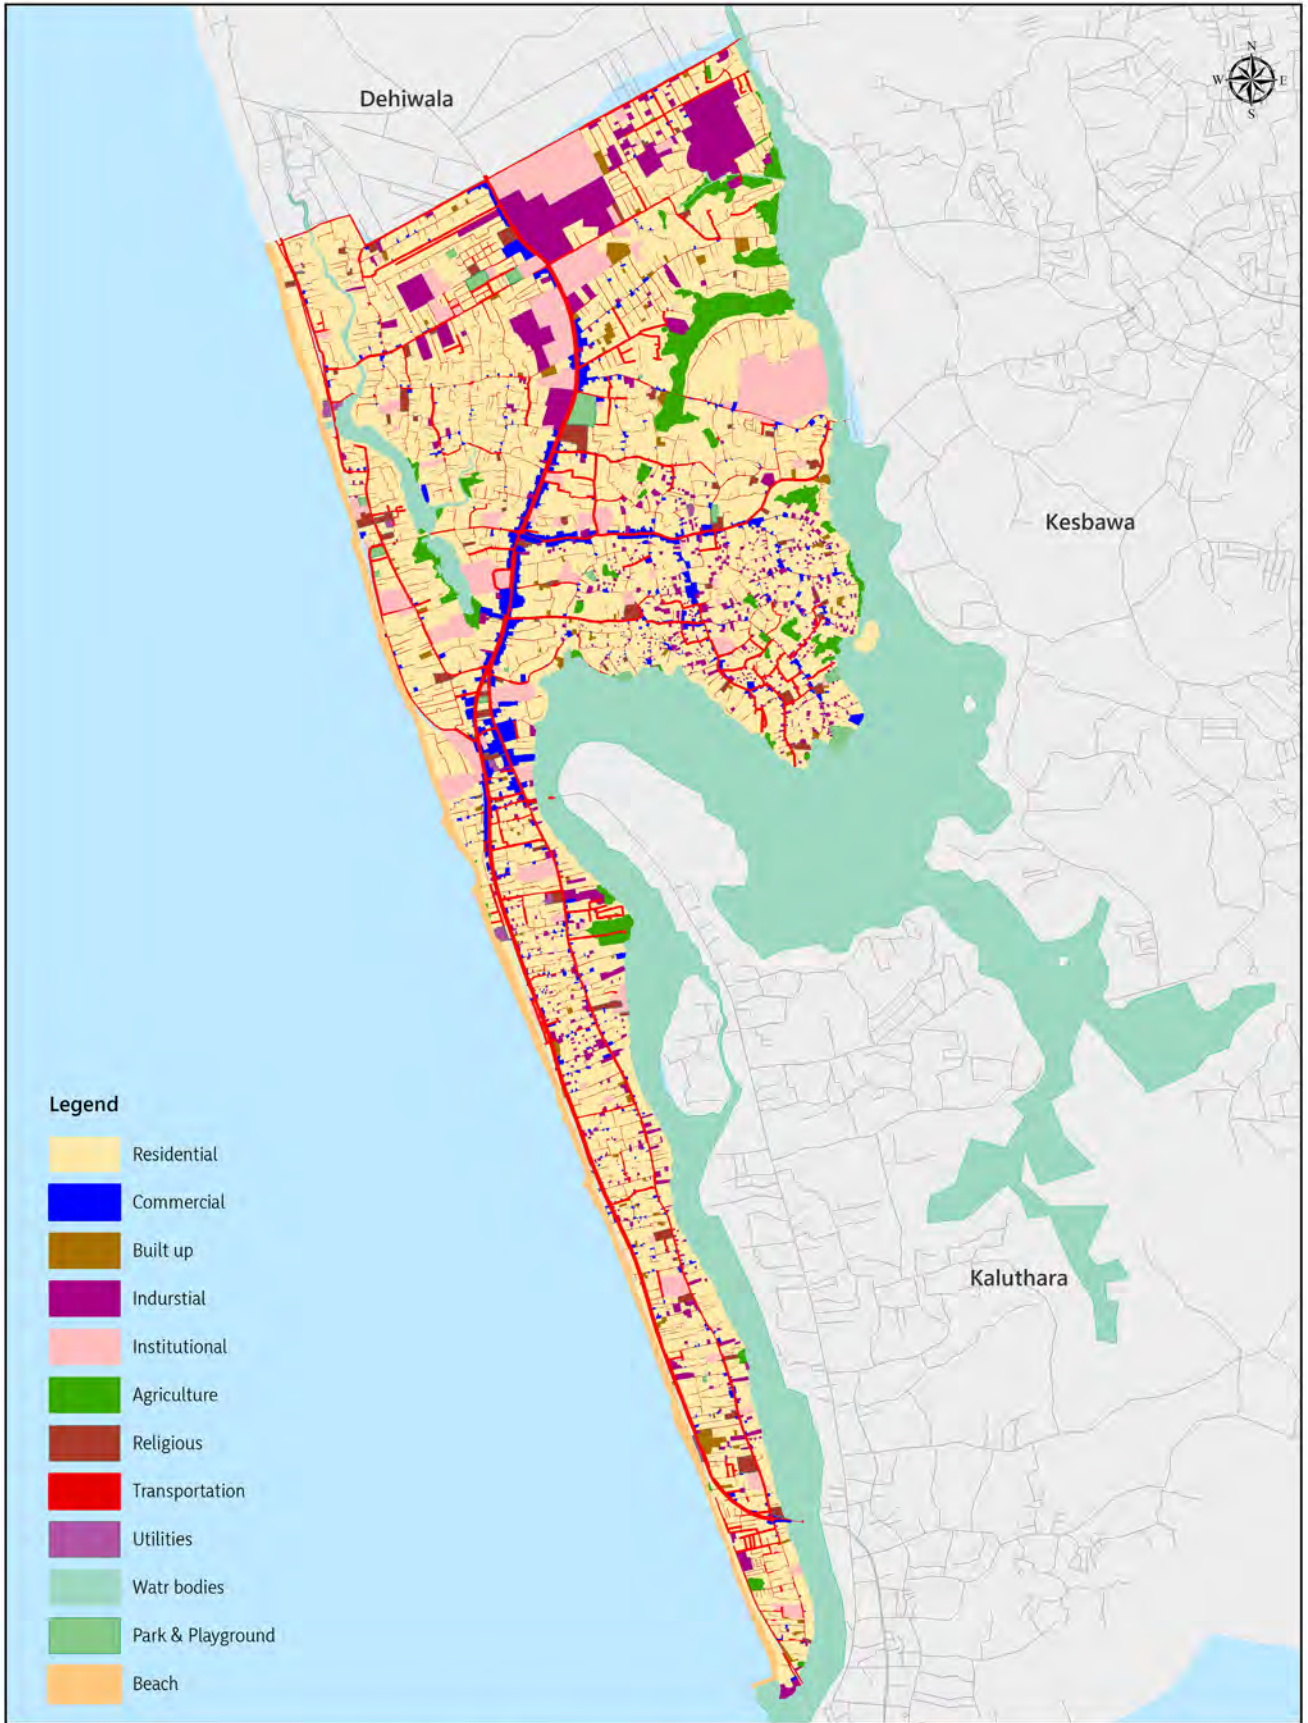 N
W E
S
Dehiwala
Kesbawa
Kaluthara
Legend
Residential
Commercial
Built up
Indurstial
Institutional
Agriculture
Religious
Transportation
Utilities
Watr bodies
Park & Playground
Beach